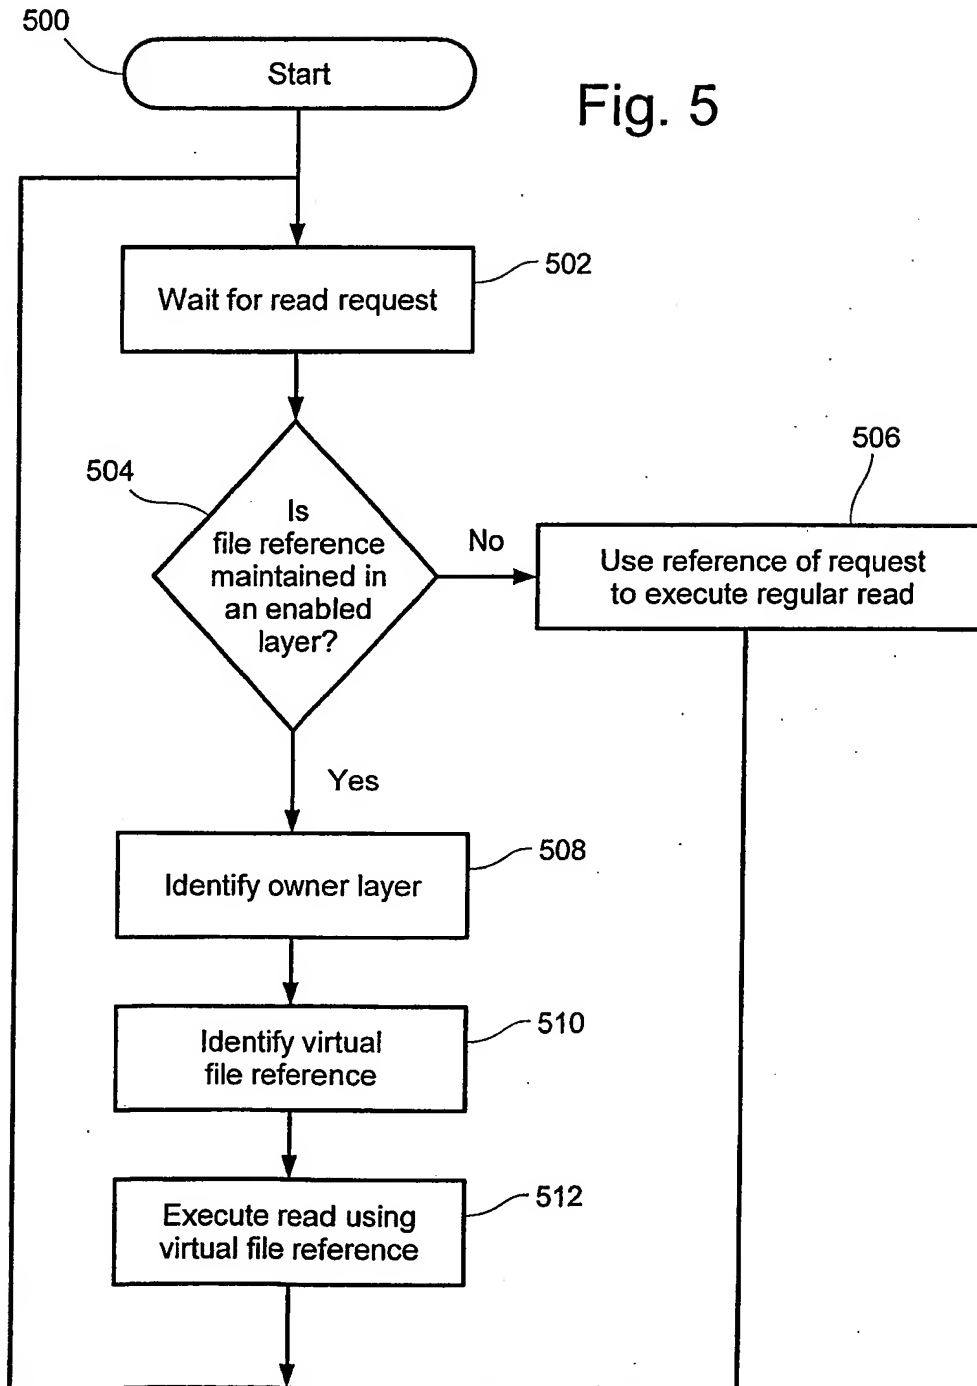 500
Start
Fig. 5
Wait for read request
502
504
Is
file reference
maintained in
an enabled
layer?
No
506
Use reference of request
to execute regular read
Yes
Identify owner layer
508
Identify virtual
file reference
510
Execute read using
virtual file reference
512